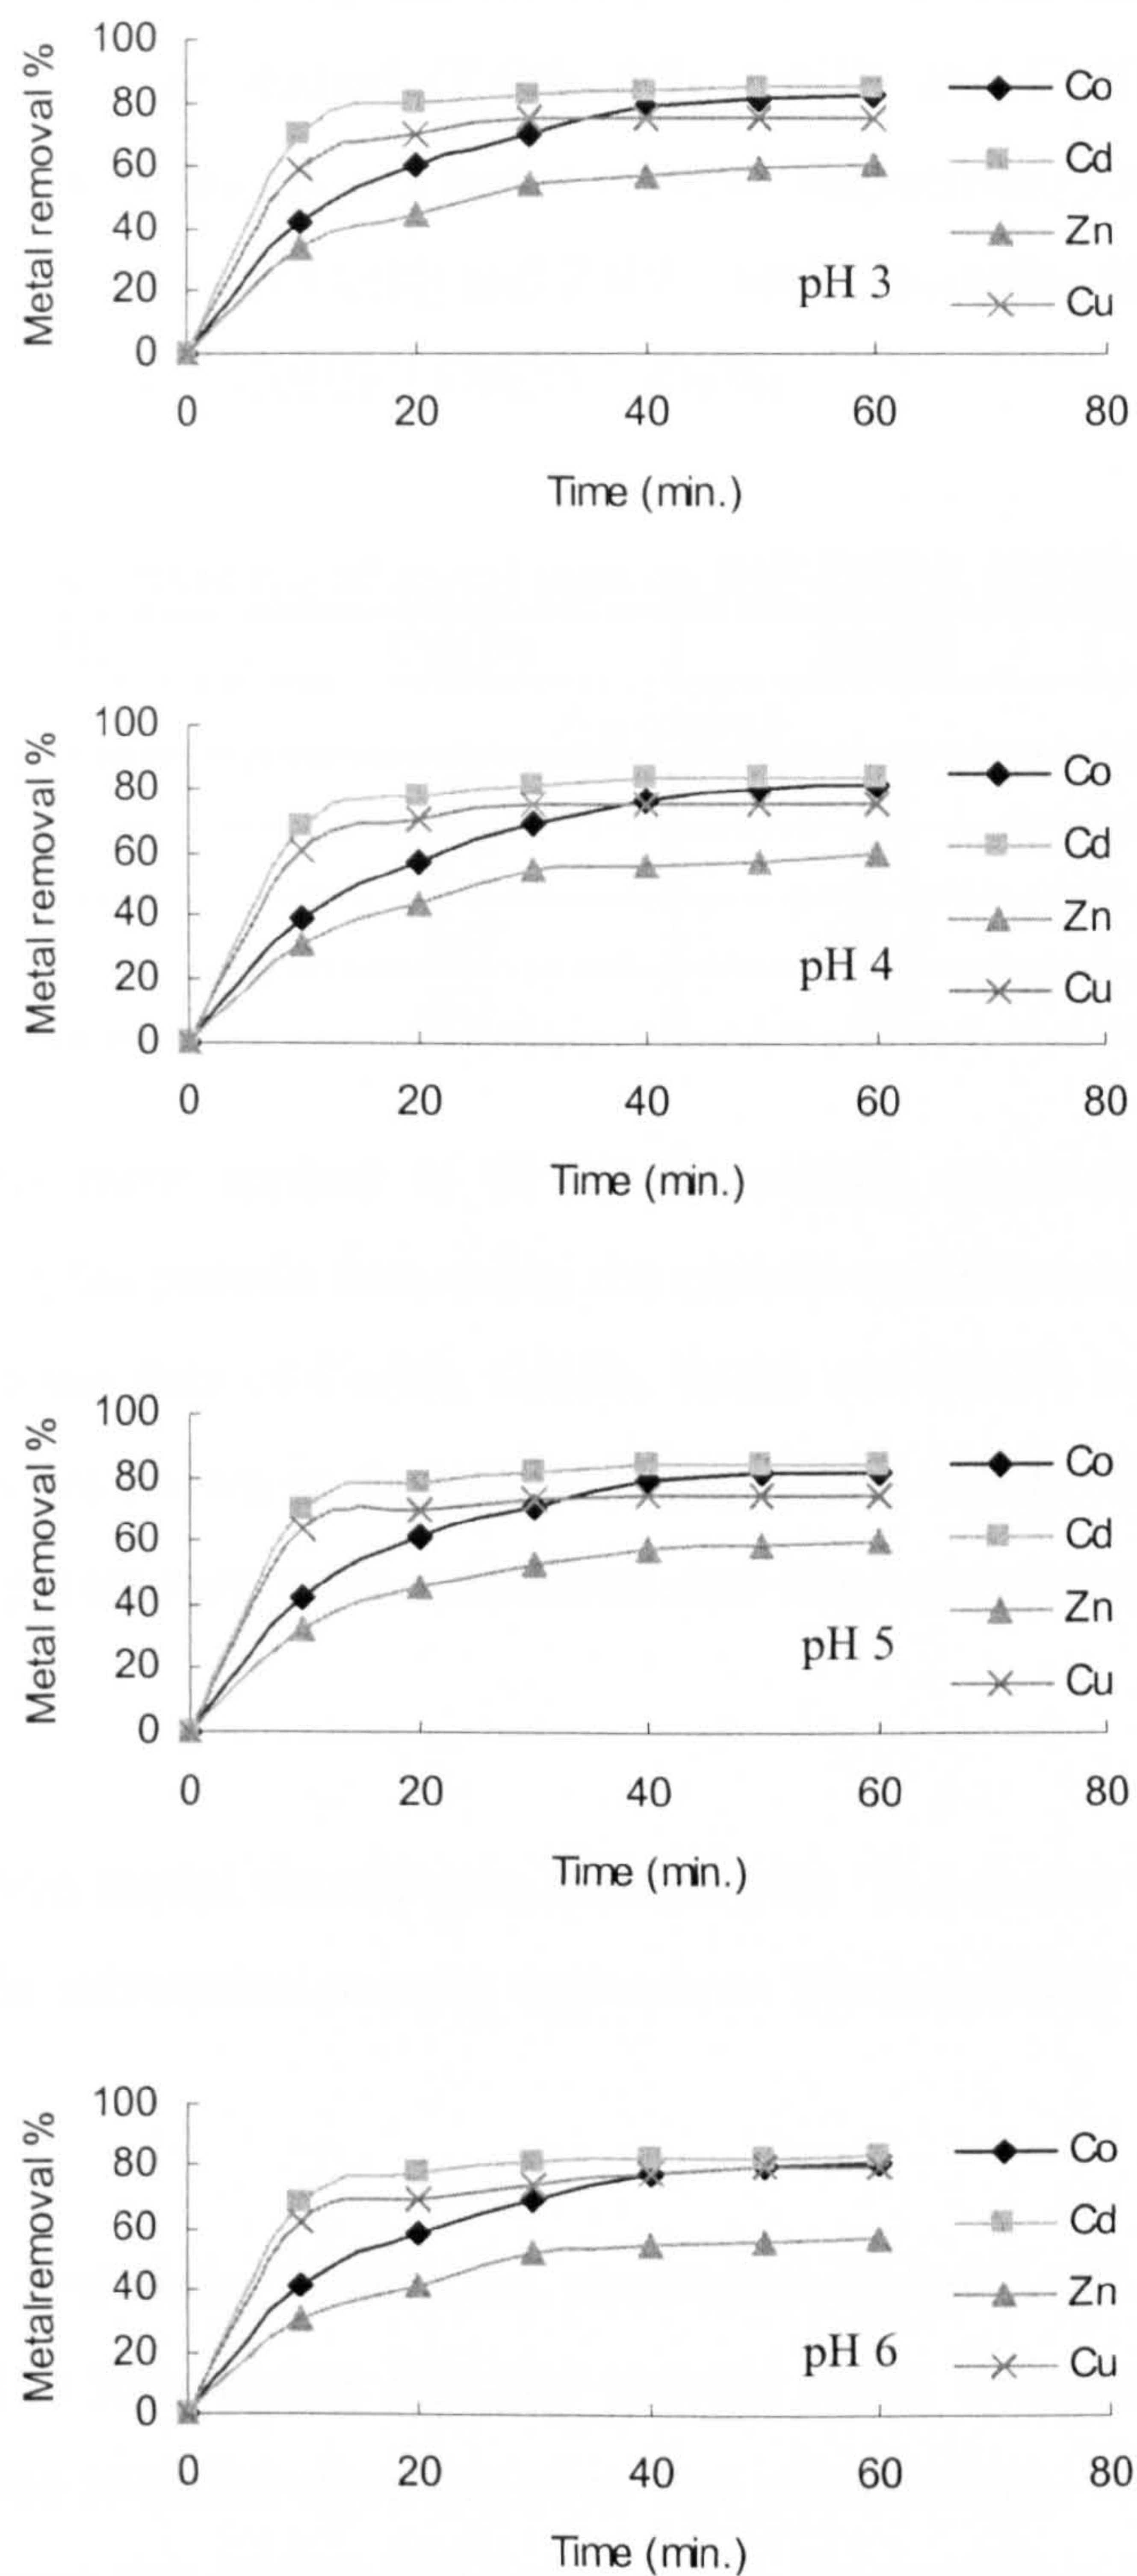 Metal removal %
100
80
60
40
20
0
0 20 40 60 80
Time (min.)
pH 3
Co
Cd
Zn
Cu
Metal removal %
100
80
60
40
20
0
0 20 40 60 80
Time (min.)
pH 4
Co
Cd
Zn
Cu
Metal removal %
100
80
60
40
20
0
0 20 40 60 80
Time (min.)
pH 5
Co
Cd
Zn
Cu
Metalremoval %
100
80
60
40
20
0
0 20 40 60 80
Time (min.)
pH 6
Co
Cd
Zn
Cu